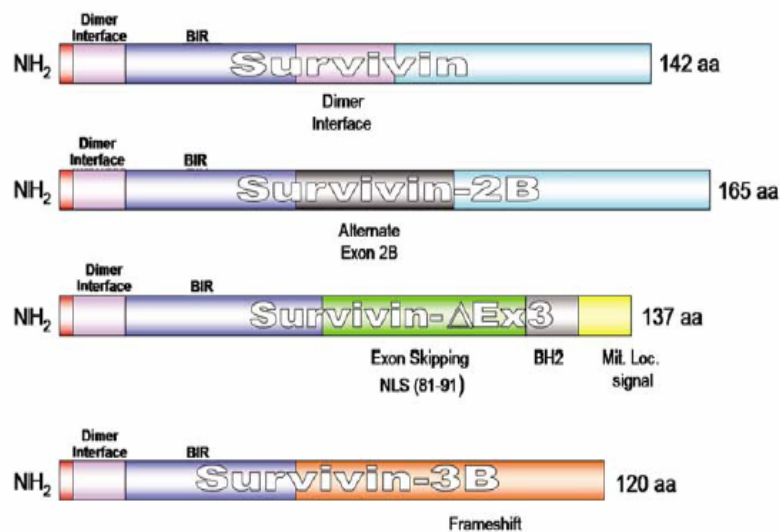 Dimer
Interface
BIR
NH2
Survivin
142 aa
Dimer
Interface
Dimer
Interface
BIR
NH2
Survivin-2B
165 aa
Alternate
Exon 2B
Dimer
Interface
BIR
NH2
Survivin-△Ex3
137 aa
Exon Skipping
NLS (81-91)
BH2
Mit. Loc.
signal
Dimer
Interface
BIR
NH2
Survivin-3B
120 aa
Frameshift